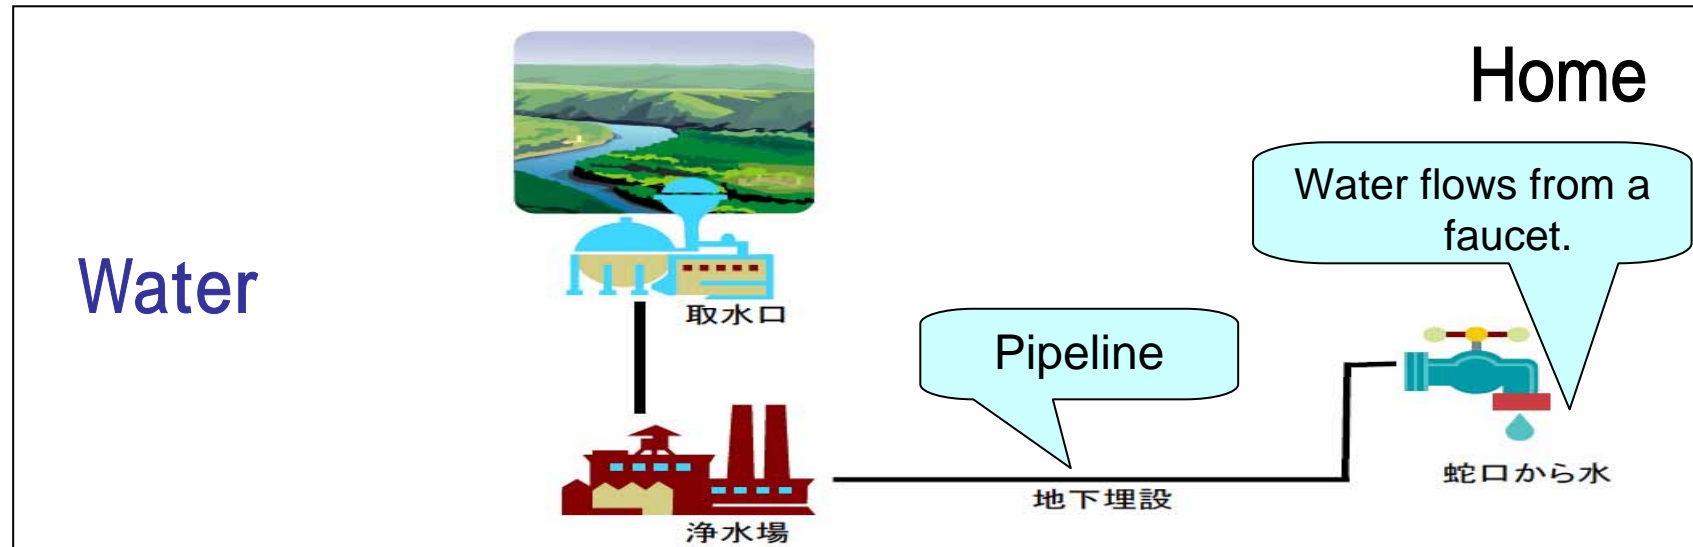 Home
Water flows from a
faucet.
Water
取水口
Pipeline
蛇口から水
地下埋設
浄水場